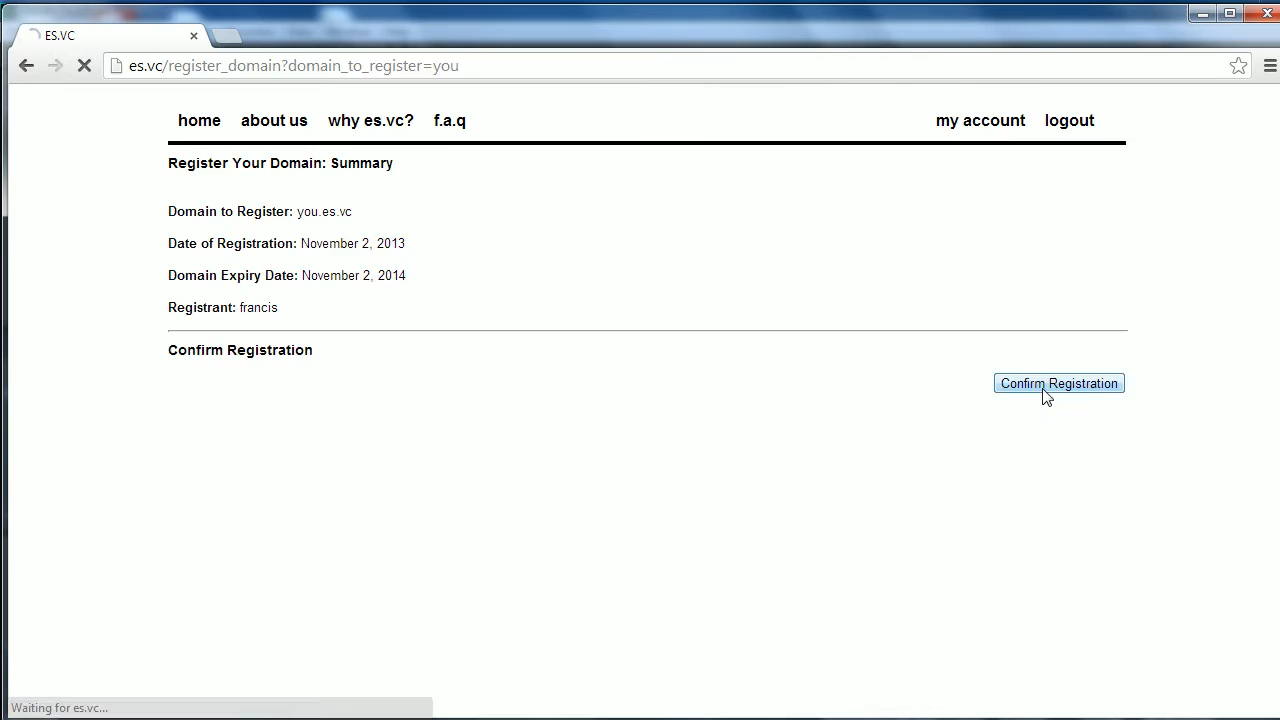 ES.VC
es.vc/register_domain?domain_to_register=you
home about us why es.vc? f.a.q my account logout
Register Your Domain: Summary
Domain to Register: you.es.vc
Date of Registration: November 2, 2013
Domain Expiry Date: November 2, 2014
Registrant: francis
Confirm Registration
Confirm Registration
Waiting for es.vc...